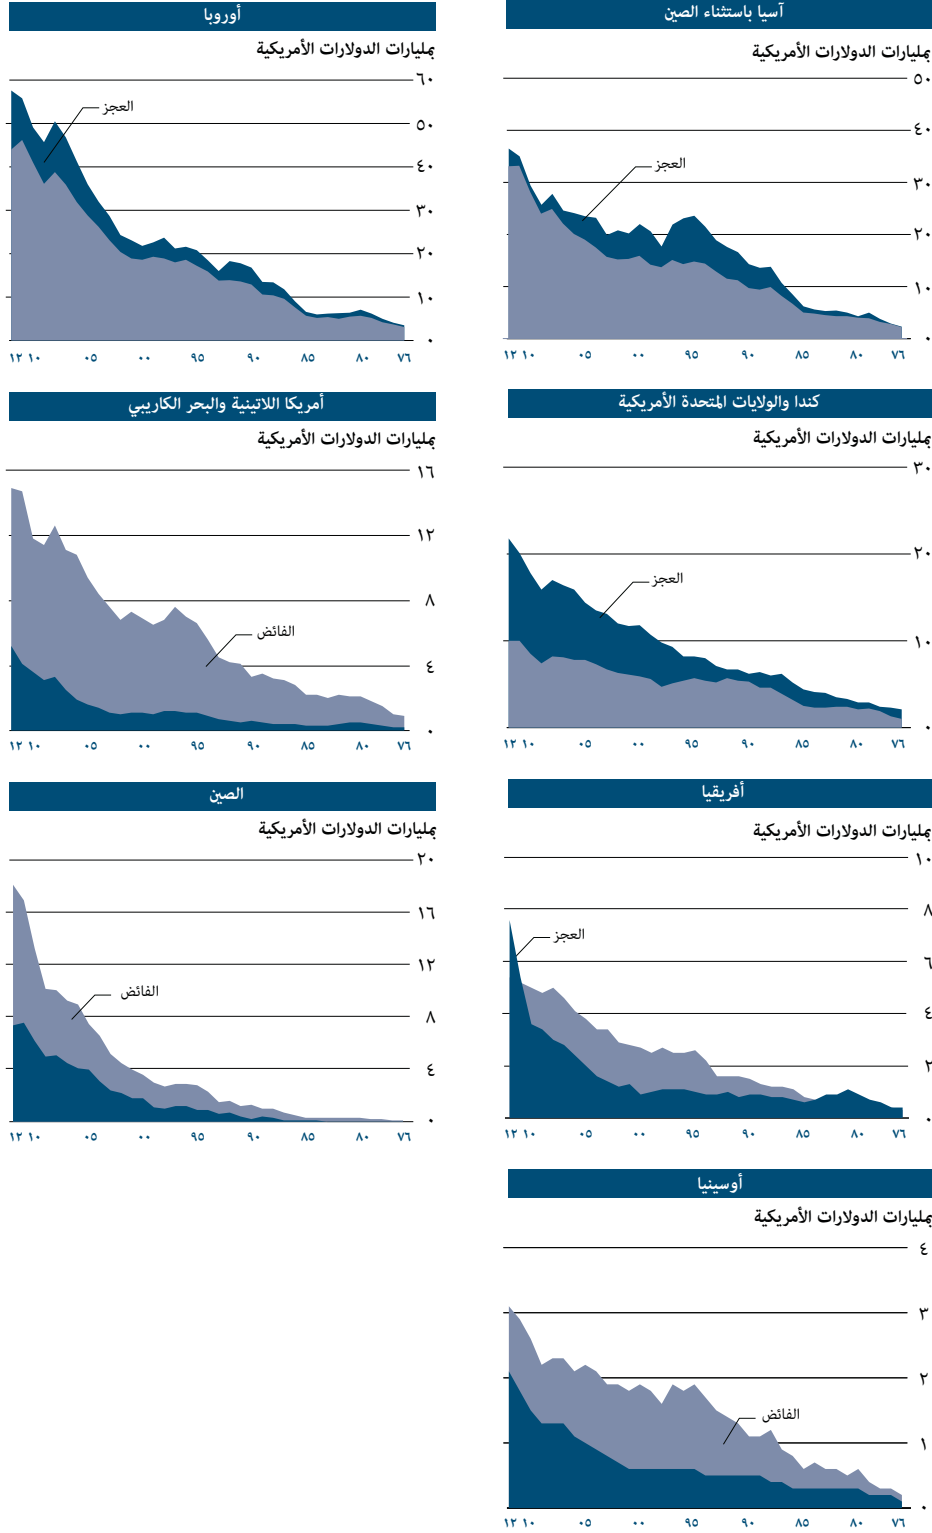 آسيا باستثناء الصين
بمليارات الدولارات الأمريكية
٥٠
٤٠
٣٠
٢٠
١٠
٠
العجز
٧٦ ٨٠ ٨٥ ٩٠ ٩٥ ٠٠ ٠٥ ١٠ ١٢
أوروبا
بمليارات الدولارات الأمريكية
٦٠
٥٠
٤٠
٣٠
٢٠
١٠
٠
العجز
٧٦ ٨٠ ٨٥ ٩٠ ٩٥ ٠٠ ٠٥ ١٠ ١٢
كندا والولايات المتحدة الأمريكية
بمليارات الدولارات الأمريكية
٣٠
٢٠
١٠
٠
العجز
٧٦ ٨٠ ٨٥ ٩٠ ٩٥ ٠٠ ٠٥ ١٠ ١٢
أمريكا اللاتينية والبحر الكاريبي
بمليارات الدولارات الأمريكية
١٦
١٢
٨
٤
٠
الفائض
٧٦ ٨٠ ٨٥ ٩٠ ٩٥ ٠٠ ٠٥ ١٠ ١٢
أفريقيا
بمليارات الدولارات الأمريكية
١٠
٨
٦
٤
٢
٠
العجز
٧٦ ٨٠ ٨٥ ٩٠ ٩٥ ٠٠ ٠٥ ١٠ ١٢
الصين
بمليارات الدولارات الأمريكية
٢٠
١٦
١٢
٨
٤
٠
الفائض
٧٦ ٨٠ ٨٥ ٩٠ ٩٥ ٠٠ ٠٥ ١٠ ١٢
أوسينيا
بمليارات الدولارات الأمريكية
٤
٣
٢
١
٠
الفائض
٧٦ ٨٠ ٨٥ ٩٠ ٩٥ ٠٠ ٠٥ ١٠ ١٢